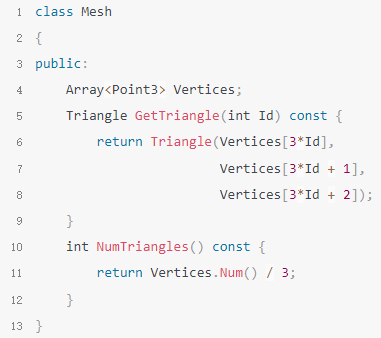 1 class Mesh
2 {
3 public:
4     Array<Point3> Vertices;
5     Triangle GetTriangle(int Id) const {
6         return Triangle(Vertices[3*Id],
7                         Vertices[3*Id + 1],
8                         Vertices[3*Id + 2]);
9     }
10     int NumTriangles() const {
11         return Vertices.Num() / 3;
12     }
13 }